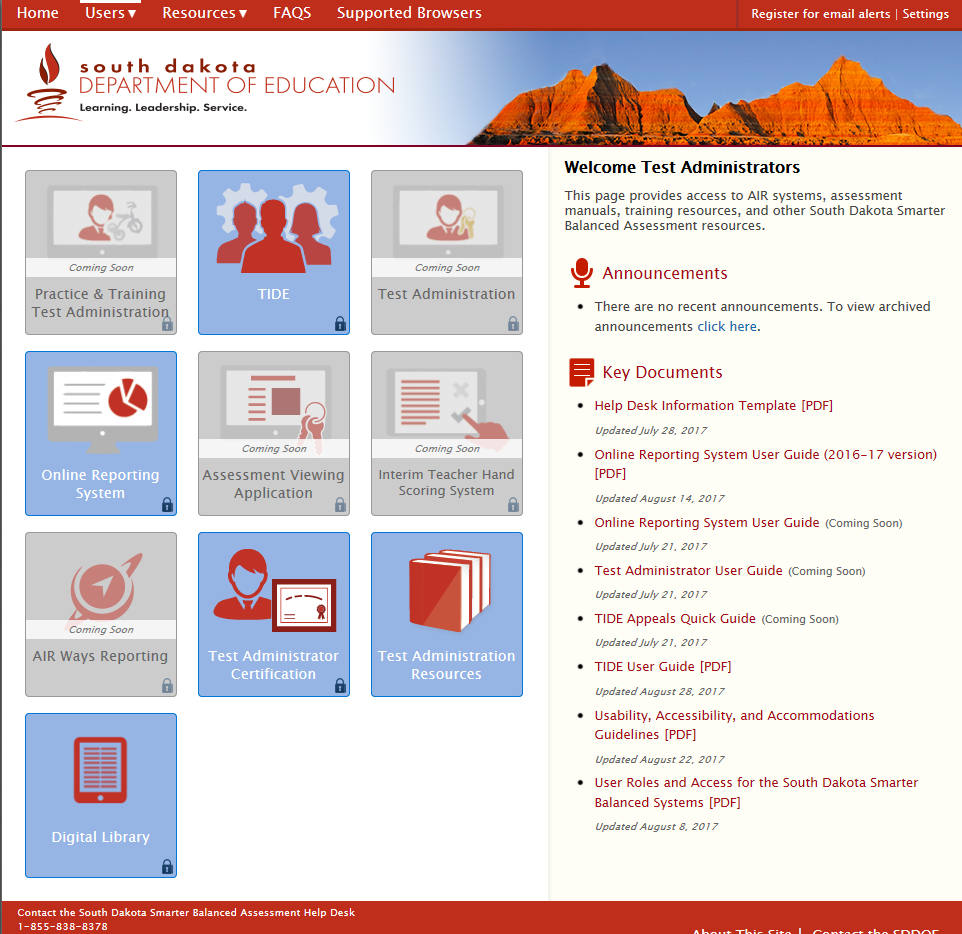 Home Users▼ Resources▼ FAQS Supported Browsers Register for email alerts | Settings
south dakota
DEPARTMENT OF EDUCATION
Learning. Leadership. Service.
Coming Soon
Practice & Training
Test Administration
TIDE
Coming Soon
Test Administration
Online Reporting
System
Coming Soon
Assessment Viewing
Application
Coming Soon
Interim Teacher Hand
Scoring System
Coming Soon
AIR Ways Reporting
Test Administrator
Certification
Test Administration
Resources
Digital Library
Welcome Test Administrators
This page provides access to AIR systems, assessment
manuals, training resources, and other South Dakota Smarter
Balanced Assessment resources.
Announcements
• There are no recent announcements. To view archived
announcements click here.
Key Documents
• Help Desk Information Template [PDF]
Updated July 28, 2017
• Online Reporting System User Guide (2016-17 version)
[PDF]
Updated August 14, 2017
• Online Reporting System User Guide (Coming Soon)
Updated July 21, 2017
• Test Administrator User Guide (Coming Soon)
Updated July 21, 2017
• TIDE Appeals Quick Guide (Coming Soon)
Updated July 21, 2017
• TIDE User Guide [PDF]
Updated August 28, 2017
• Usability, Accessibility, and Accommodations
Guidelines [PDF]
Updated August 22, 2017
• User Roles and Access for the South Dakota Smarter
Balanced Systems [PDF]
Updated August 8, 2017
Contact the South Dakota Smarter Balanced Assessment Help Desk
1-855-838-8378
About This Site | Contact the SDDOE